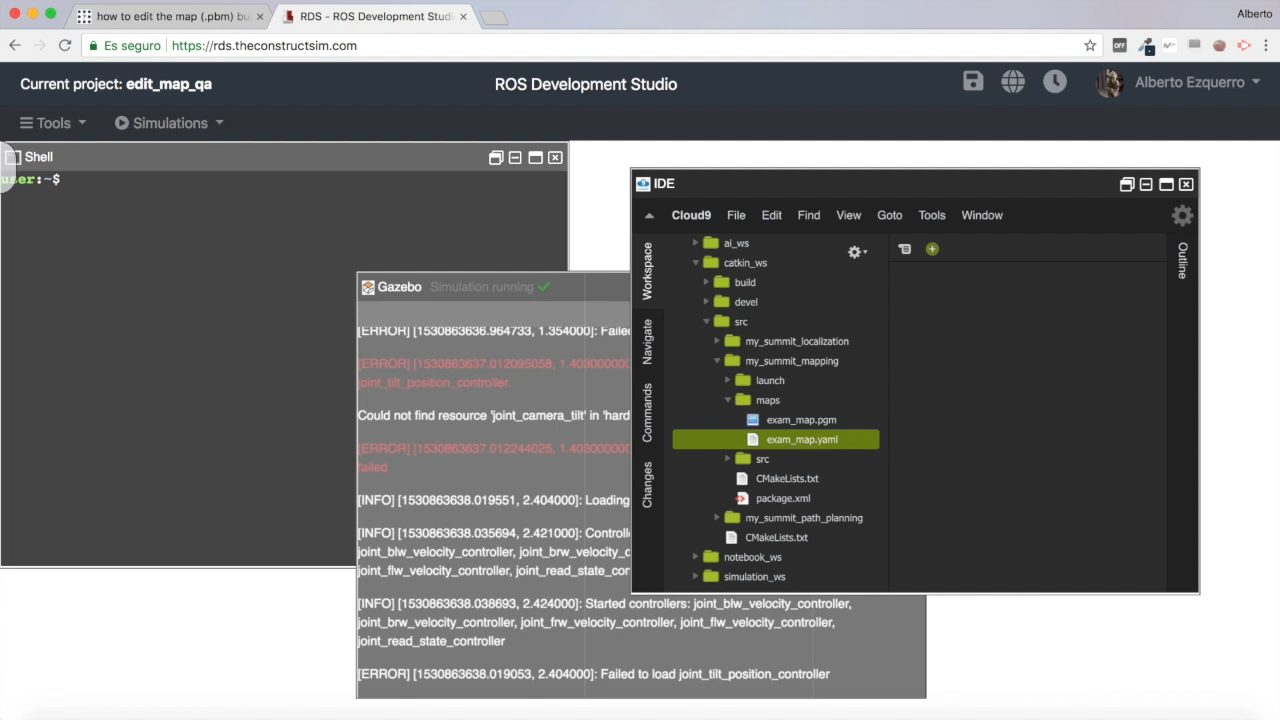 how to edit the map (.pbm) bu
RDS - ROS Development Studi
Alberto
Es seguro
https://rds.theconstructsim.com
OFF
Current project: edit_map_qa
ROS Development Studio
Alberto Ezquerro
Tools
Simulations
Shell
user:~$
Gazebo Simulation running
[ERROR] [1530863636.964733, 1.354000]: Failed
[ERROR] [1530863637.012095058, 1.403000000
joint_tilt_position_controller.
Could not find resource 'joint_camera_tilt' in 'hard
[ERROR] [1530863637.012244025, 1.403000000
failed
[INFO] [1530863638.019551, 2.404000]: Loading
[INFO] [1530863638.035694, 2.421000]: Controll
joint_blw_velocity_controller, joint_brw_velocity_c
joint_flw_velocity_controller, joint_read_state_con
[INFO] [1530863638.038693, 2.424000]: Started controllers: joint_blw_velocity_controller,
joint_brw_velocity_controller, joint_frw_velocity_controller, joint_flw_velocity_controller,
joint_read_state_controller
[ERROR] [1530863638.019053, 2.404000]: Failed to load joint_tilt_position_controller
IDE
Cloud9 File Edit Find View Goto Tools Window
Workspace
Navigate
Commands
Changes
ai_ws
catkin_ws
build
devel
src
my_summit_localization
my_summit_mapping
launch
maps
exam_map.pgm
exam_map.yaml
src
CMakeLists.txt
package.xml
my_summit_path_planning
CMakeLists.txt
notebook_ws
simulation_ws
Outline